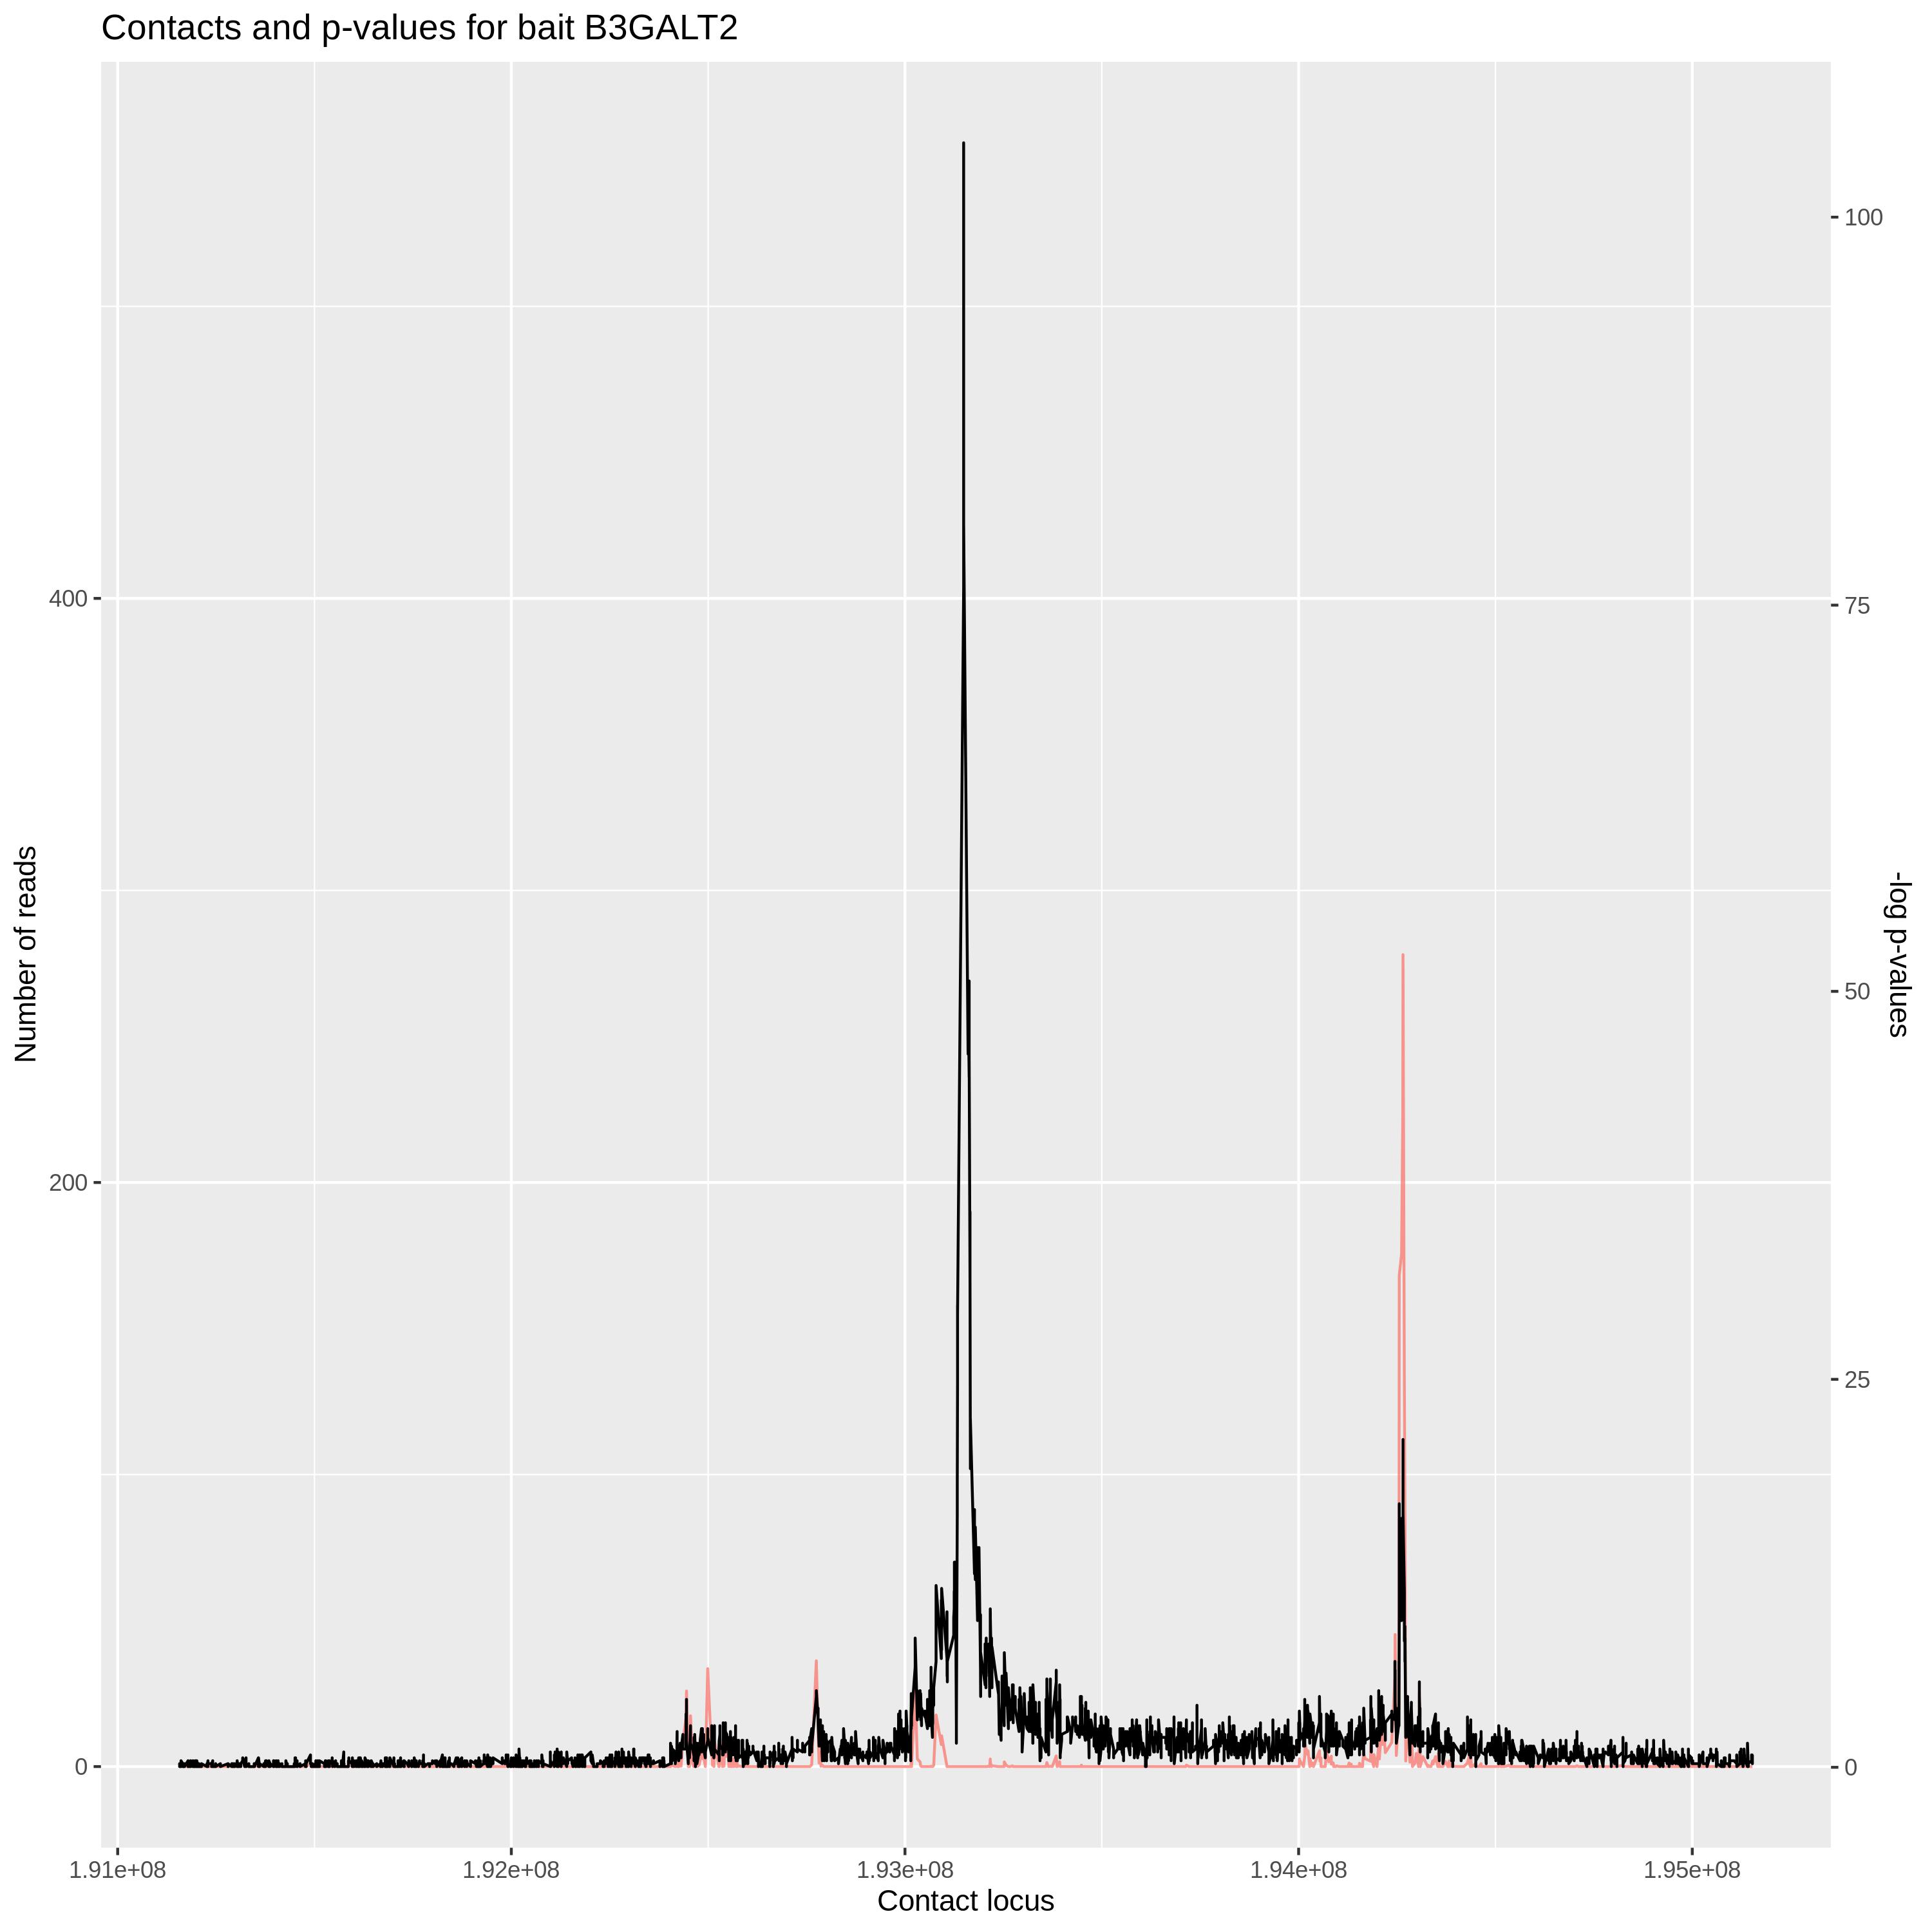 Contacts and p-values for bait B3GALT2
Number of reads
400
200
0
100
75
50
25
0
-log p-values
1.91e+08
1.92e+08
1.93e+08
1.94e+08
1.95e+08
Contact locus